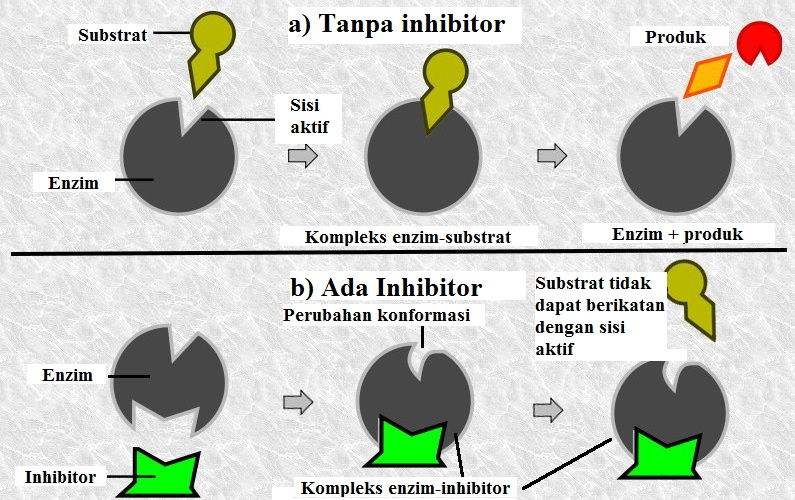 a) Tanpa inhibitor
Substrat
Produk
Sisi
aktif
Enzim
Kompleks enzim-substrat
Enzim + produk
b) Ada Inhibitor
Perubahan konformasi
Substrat tidak
dapat berikatan
dengan sisi
aktif
Enzim
Inhibitor
Kompleks enzim-inhibitor